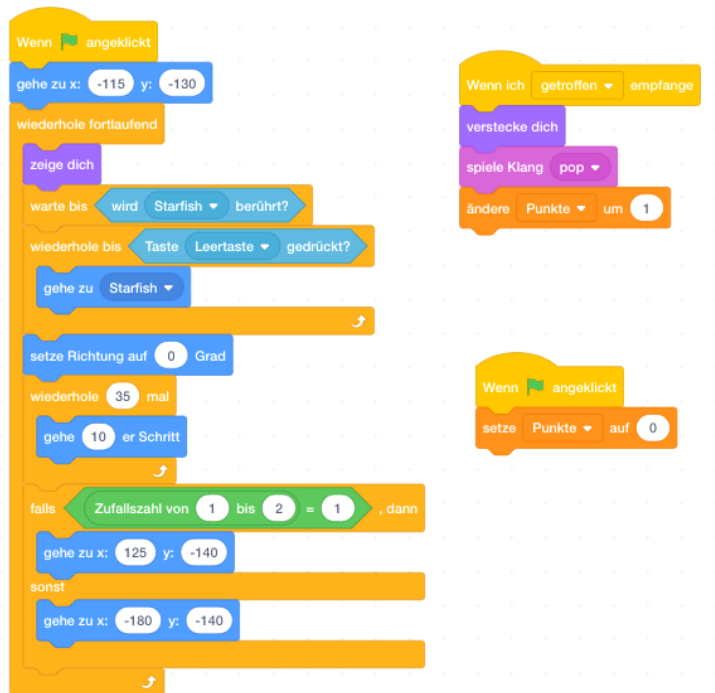 Wenn angeklickt
gehe zu x: -115 y: -130
wiederhole fortlaufend
zeige dich
warte bis wird Starfish berührt?
wiederhole bis Taste Leertaste gedrückt?
gehe zu Starfish
setze Richtung auf 0 Grad
wiederhole 35 mal
gehe 10 er Schritt
falls Zufallszahl von 1 bis 2 = 1 , dann
gehe zu x: 125 y: -140
sonst
gehe zu x: -180 y: -140
Wenn ich getroffen empfange
verstecke dich
spiele Klang pop
ändere Punkte um 1
Wenn angeklickt
setze Punkte auf 0